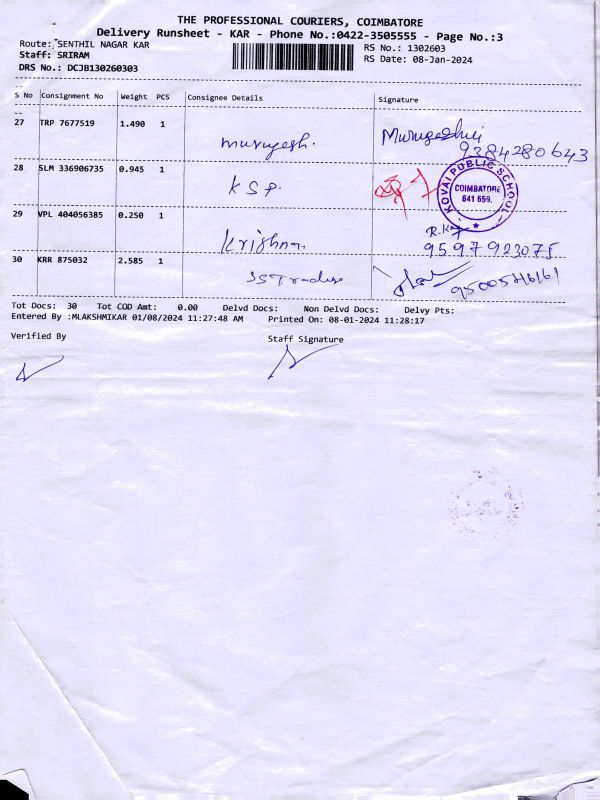 THE PROFESSIONAL COURIERS, COIMBATORE
Delivery Runsheet - KAR - Phone No.:0422-3505555 - Page No.:3
Route: SENTHIL NAGAR KAR
RS No.: 1302603
Staff: SRIRAM
RS Date: 08-Jan-2024
DRS No.: DCJB130260303
S No Consignment No Weight PCS Consignee Details Signature
27 TRP 7677519 1.490 1 murugesh.
9384280643
28 SLM 336906735 0.945 1 KSP.
KOVAI PUBLIC SCHOOL
COIMBATORE
641 659.
29 VPL 404056385 0.250 1 Krishna
9597923075
30 KRR 875032 2.585 1 SS Traders
Tot Docs: 30 Tot COD Amt: 0.00 Delvd Docs: Non Delvd Docs: Delvy Pts:
Entered By :MLAKSHMIKAR 01/08/2024 11:27:48 AM Printed On: 08-01-2024 11:28:17
Verified By
Staff Signature